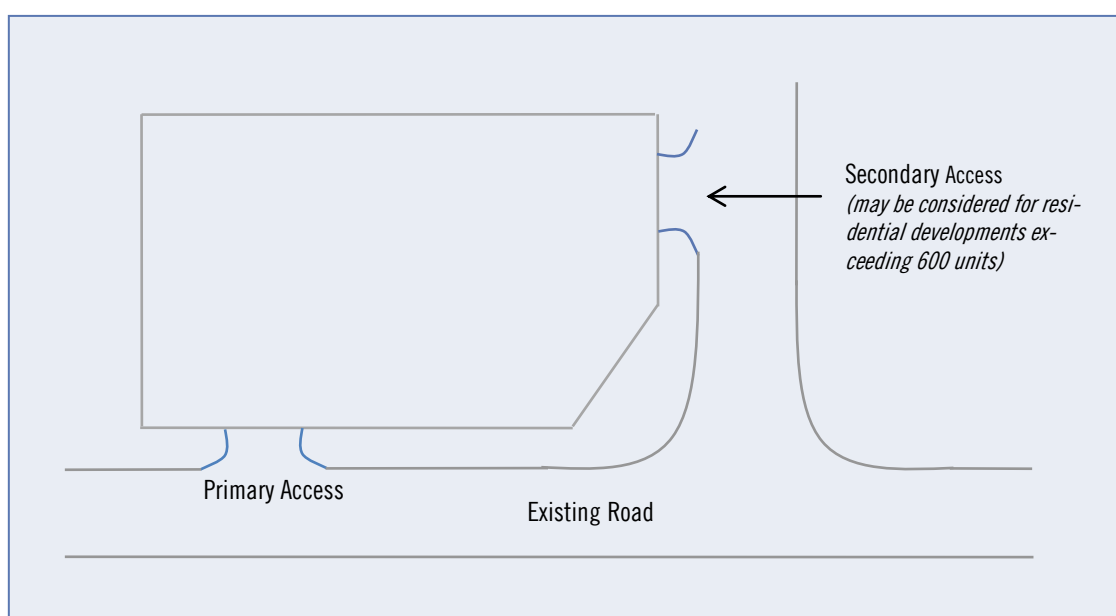 Secondary Access
(may be considered for resi-
dential developments ex-
ceeding 600 units)
Primary Access
Existing Road